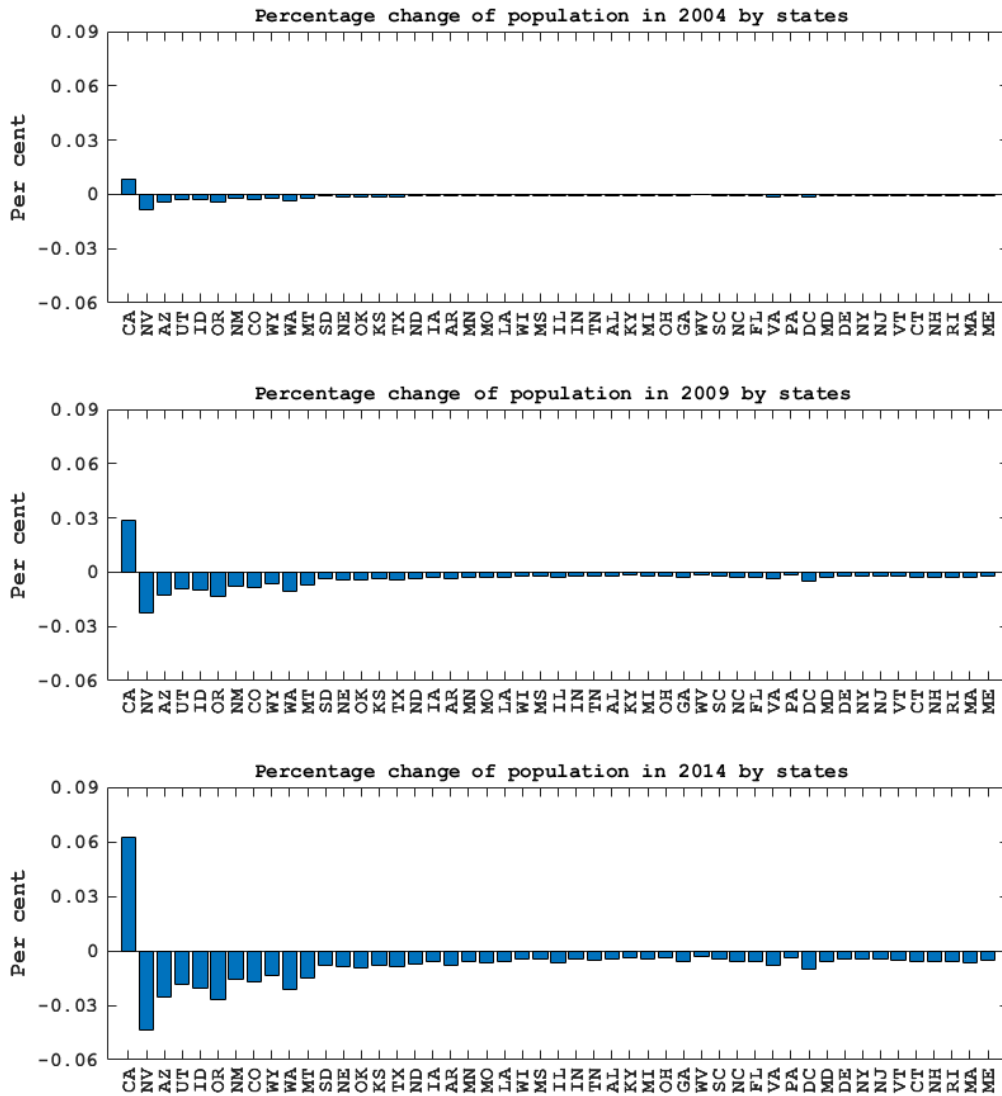 Percentage change of population in 2004 by states
0.09
0.06
0.03
0
-0.03
-0.06
Per cent
CA NV AZ UT ID OR NM CO WY WA MT SD NE OK KS TX ND IA AR MN MO LA WI MS IL IN TN AL KY MI OH GA WV SC NC FL VA PA DC MD DE NY NJ VT CT NH RI MA ME
Percentage change of population in 2009 by states
0.09
0.06
0.03
0
-0.03
-0.06
Per cent
CA NV AZ UT ID OR NM CO WY WA MT SD NE OK KS TX ND IA AR MN MO LA WI MS IL IN TN AL KY MI OH GA WV SC NC FL VA PA DC MD DE NY NJ VT CT NH RI MA ME
Percentage change of population in 2014 by states
0.09
0.06
0.03
0
-0.03
-0.06
Per cent
CA NV AZ UT ID OR NM CO WY WA MT SD NE OK KS TX ND IA AR MN MO LA WI MS IL IN TN AL KY MI OH GA WV SC NC FL VA PA DC MD DE NY NJ VT CT NH RI MA ME